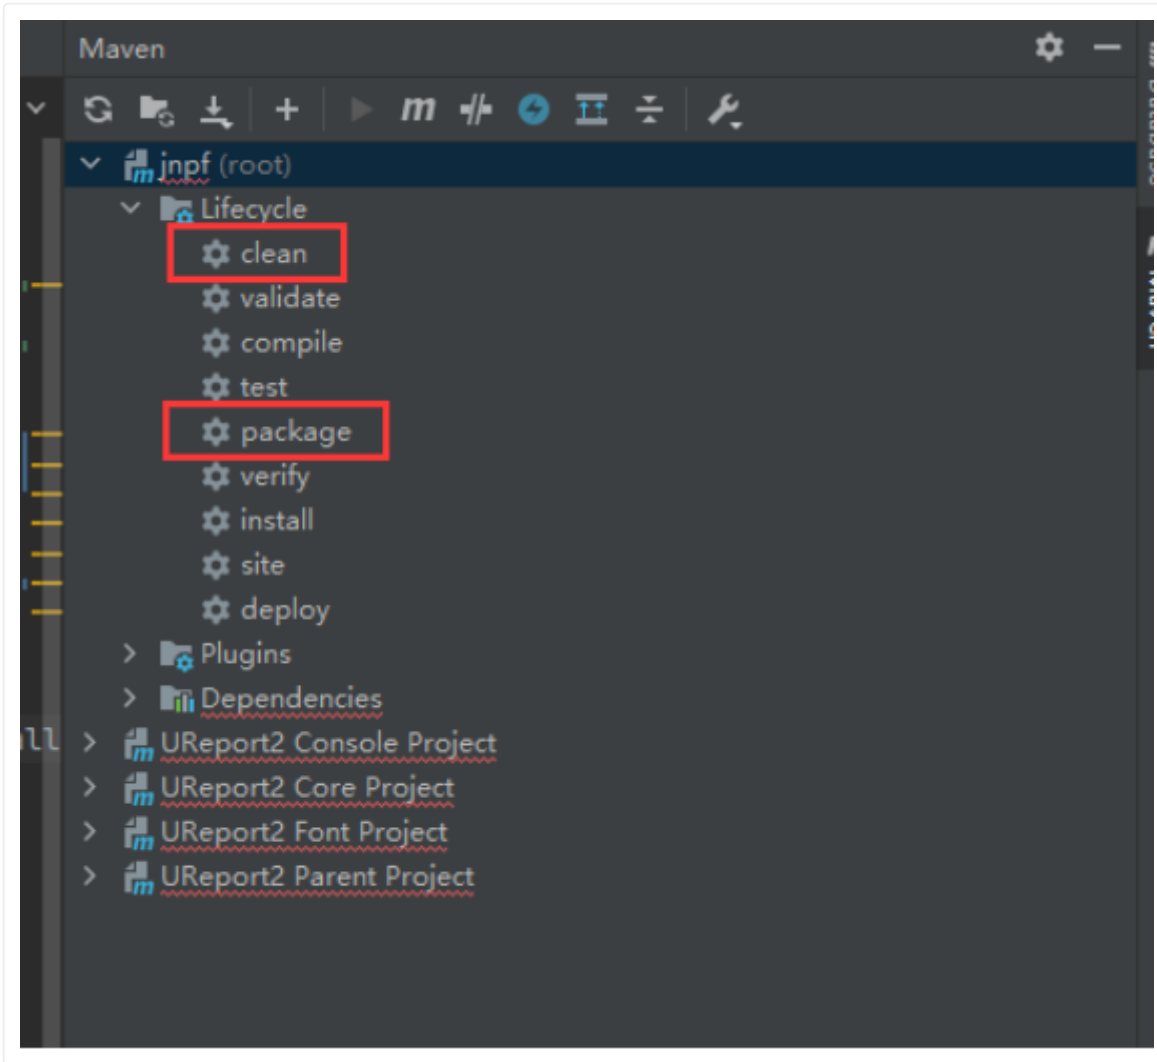 Maven
jnpf (root)
Lifecycle
clean
validate
compile
test
package
verify
install
site
deploy
Plugins
Dependencies
UReport2 Console Project
UReport2 Core Project
UReport2 Font Project
UReport2 Parent Project